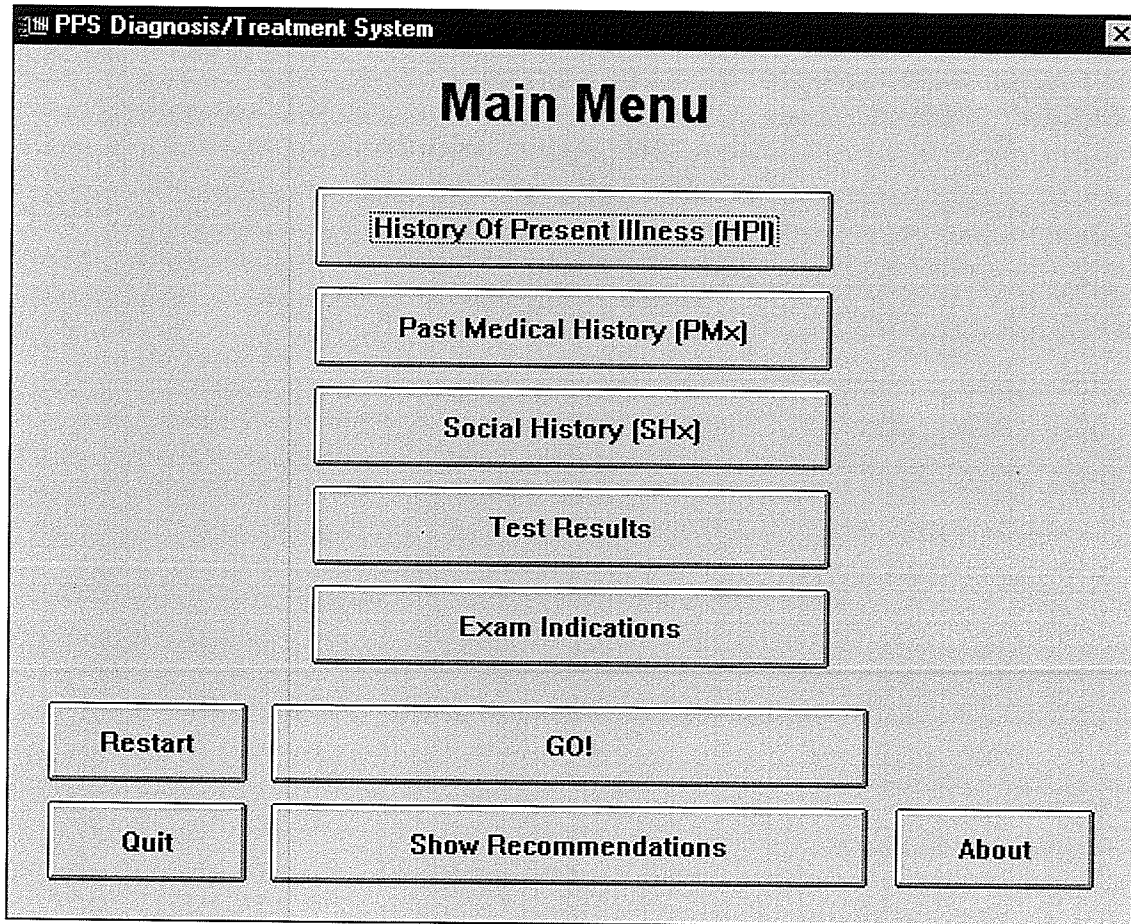 PPS Diagnosis/Treatment System
Main Menu
History Of Present Illness (HPI)
Past Medical History (PMx)
Social History (SHx)
Test Results
Exam Indications
Restart
GO!
Quit
Show Recommendations
About